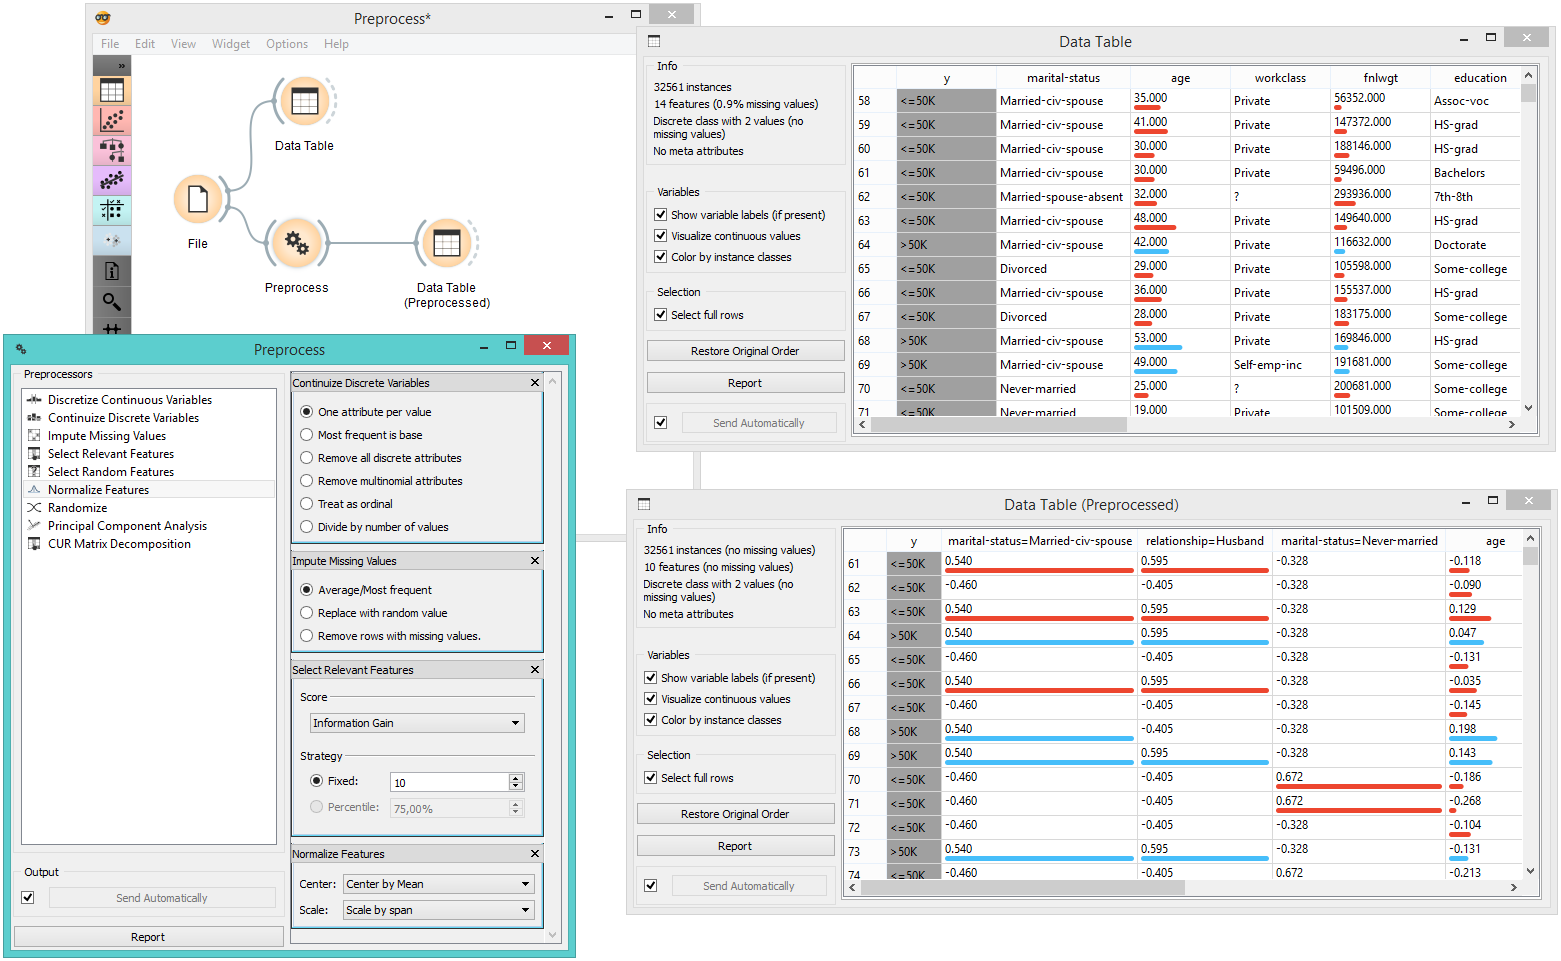 Preprocess*
File Edit View Widget Options Help
»
Data Table
File
Preprocess
Data Table
(Preprocessed)
Data Table
Info
32561 instances
14 features (0.9% missing values)
Discrete class with 2 values (no
missing values)
No meta attributes
Variables
Show variable labels (if present)
Visualize continuous values
Color by instance classes
Selection
Select full rows
Restore Original Order
Report
Send Automatically
y marital-status age workclass fnlwgt education
58 <=50K Married-civ-spouse 35.000 Private 56352.000 Assoc-voc
59 <=50K Married-civ-spouse 41.000 Private 147372.000 HS-grad
60 <=50K Married-civ-spouse 30.000 Private 188146.000 HS-grad
61 <=50K Married-civ-spouse 30.000 Private 59496.000 Bachelors
62 <=50K Married-spouse-absent 32.000 ? 293936.000 7th-8th
63 <=50K Married-civ-spouse 48.000 Private 149640.000 HS-grad
64 >50K Married-civ-spouse 42.000 Private 116632.000 Doctorate
65 <=50K Divorced 29.000 Private 105598.000 Some-college
66 <=50K Married-civ-spouse 36.000 Private 155537.000 HS-grad
67 <=50K Divorced 28.000 Private 183175.000 Some-college
68 >50K Married-civ-spouse 53.000 Private 169846.000 HS-grad
69 >50K Married-civ-spouse 49.000 Self-emp-inc 191681.000 Some-college
70 <=50K Never-married 25.000 ? 200681.000 Some-college
71 <=50K Never-married 19.000 Private 101509.000 Some-college
Preprocess
Preprocessors
Discretize Continuous Variables
Continuize Discrete Variables
Impute Missing Values
Select Relevant Features
Select Random Features
Normalize Features
Randomize
Principal Component Analysis
CUR Matrix Decomposition
Output
Send Automatically
Report
Continuize Discrete Variables
One attribute per value
Most frequent is base
Remove all discrete attributes
Remove multinomial attributes
Treat as ordinal
Divide by number of values
Impute Missing Values
Average/Most frequent
Replace with random value
Remove rows with missing values.
Select Relevant Features
Score
Information Gain
Strategy
Fixed: 10
Percentile: 75,00%
Normalize Features
Center: Center by Mean
Scale: Scale by span
Data Table (Preprocessed)
Info
32561 instances (no missing values)
10 features (no missing values)
Discrete class with 2 values (no
missing values)
No meta attributes
Variables
Show variable labels (if present)
Visualize continuous values
Color by instance classes
Selection
Select full rows
Restore Original Order
Report
Send Automatically
y marital-status=Married-civ-spouse relationship=Husband marital-status=Never-married age
61 <=50K 0.540 0.595 -0.328 -0.118
62 <=50K -0.460 -0.405 -0.328 -0.090
63 <=50K 0.540 0.595 -0.328 0.129
64 >50K 0.540 0.595 -0.328 0.047
65 <=50K -0.460 -0.405 -0.328 -0.131
66 <=50K 0.540 0.595 -0.328 -0.035
67 <=50K -0.460 -0.405 -0.328 -0.145
68 >50K 0.540 -0.405 -0.328 0.198
69 >50K 0.540 0.595 -0.328 0.143
70 <=50K -0.460 -0.405 0.672 -0.186
71 <=50K -0.460 -0.405 0.672 -0.268
72 <=50K -0.460 -0.405 -0.328 -0.104
73 >50K 0.540 0.595 -0.328 -0.131
74 <=50K -0.460 -0.405 0.672 -0.213